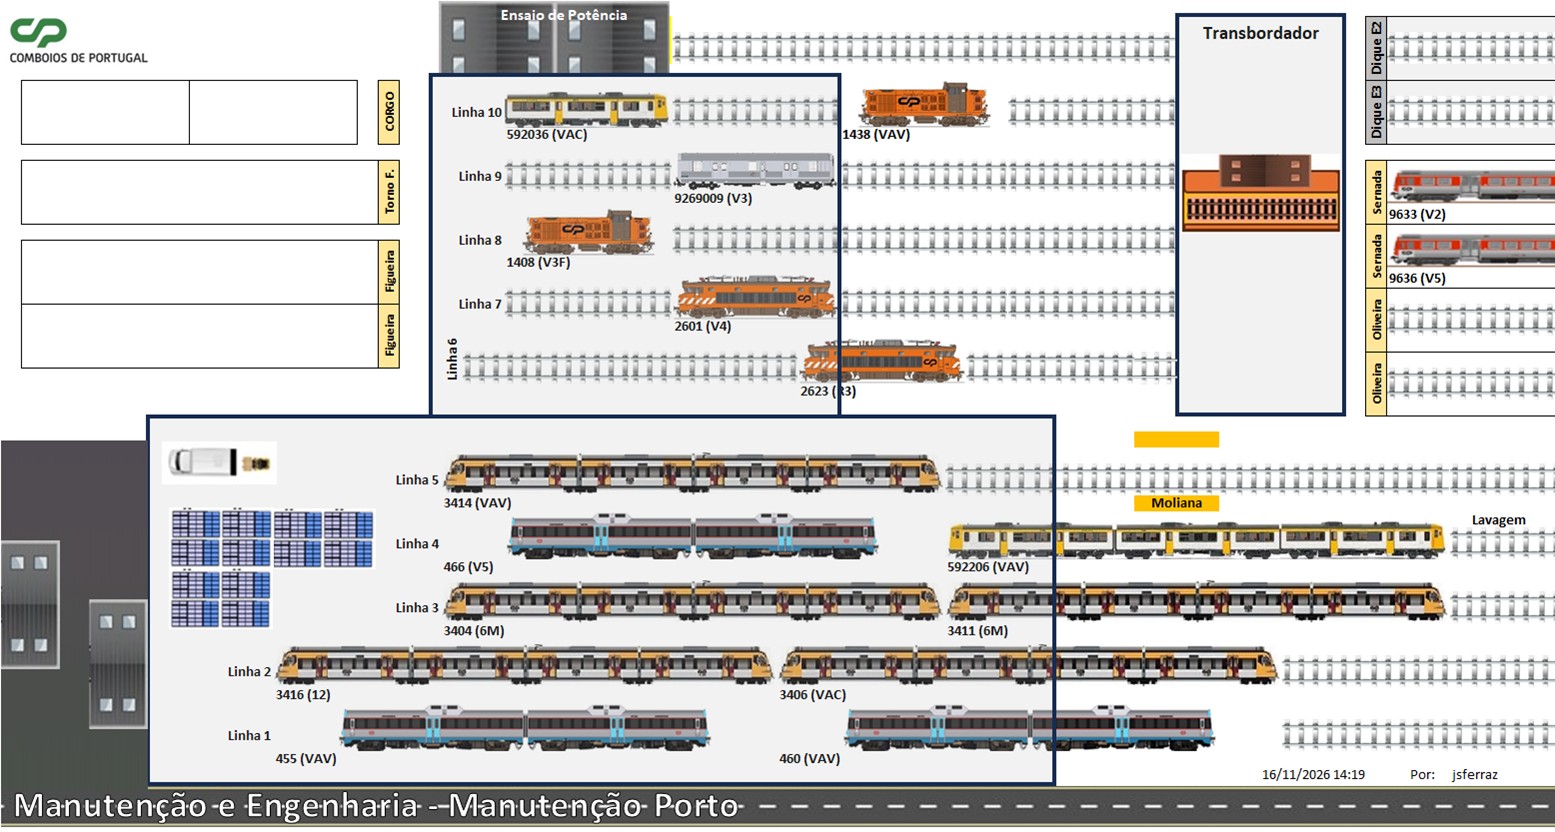 Ensaio de Potência
Transbordador
CP
COMBOIOS DE PORTUGAL
CORGO
Torno F.
Figueira
Figueira
Dique E2
Dique E3
Sernada
9633 (V2)
Sernada
9636 (V5)
Oliveira
Oliveira
Linha 10
592036 (VAC)
1438 (VAV)
Linha 9
9269009 (V3)
Linha 8
1408 (V3F)
Linha 7
2601 (V4)
Linha 6
2623 (R3)
Linha 5
3414 (VAV)
Moliana
Lavagem
Linha 4
466 (V5)
592206 (VAV)
Linha 3
3404 (6M)
3411 (6M)
Linha 2
3416 (12)
3406 (VAC)
Linha 1
455 (VAV)
460 (VAV)
16/11/2026 14:19
Por:
jsferraz
Manutenção e Engenharia - Manutenção Porto